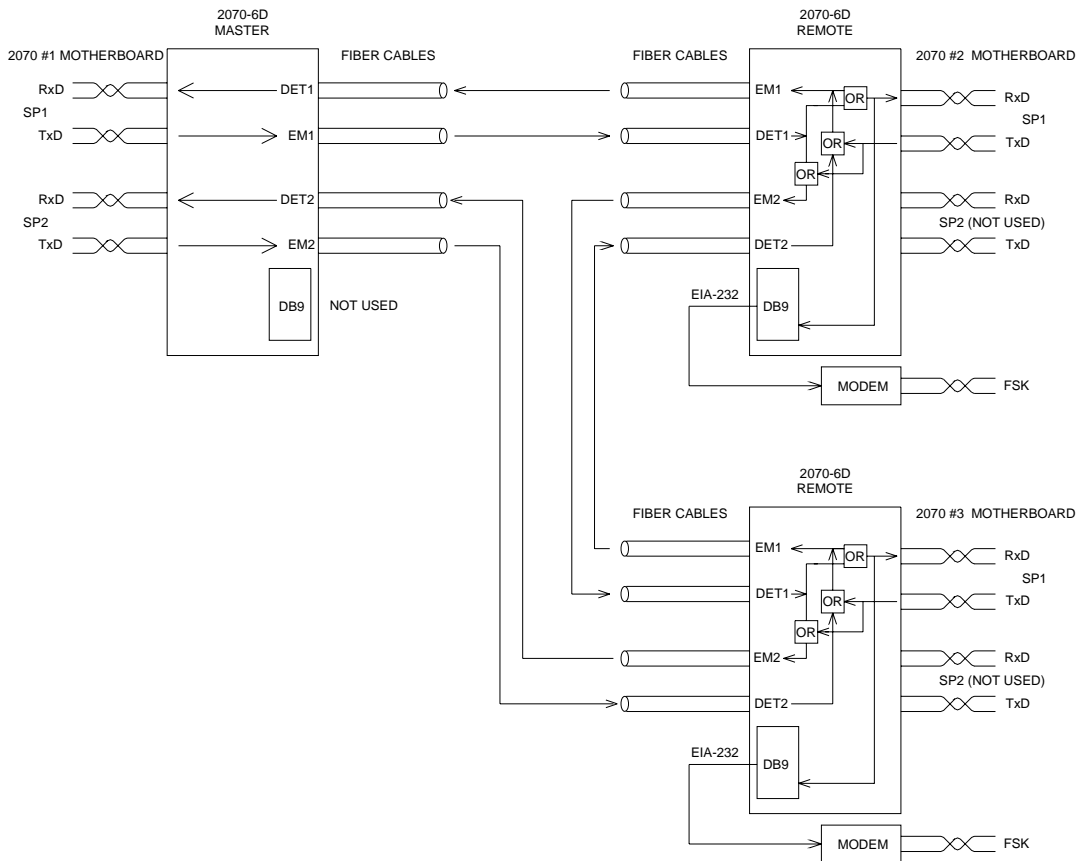 2070-6D
MASTER
2070 #1 MOTHERBOARD
FIBER CABLES
RxD
DET1
SP1
TxD
EM1
RxD
DET2
SP2
TxD
EM2
DB9
NOT USED
2070-6D
REMOTE
FIBER CABLES
2070 #2 MOTHERBOARD
EM1
OR
RxD
SP1
DET1
OR
TxD
OR
EM2
RxD
SP2 (NOT USED)
DET2
TxD
EIA-232
DB9
MODEM
FSK
2070-6D
REMOTE
FIBER CABLES
2070 #3 MOTHERBOARD
EM1
OR
RxD
SP1
DET1
OR
TxD
OR
EM2
RxD
SP2 (NOT USED)
DET2
TxD
EIA-232
DB9
MODEM
FSK